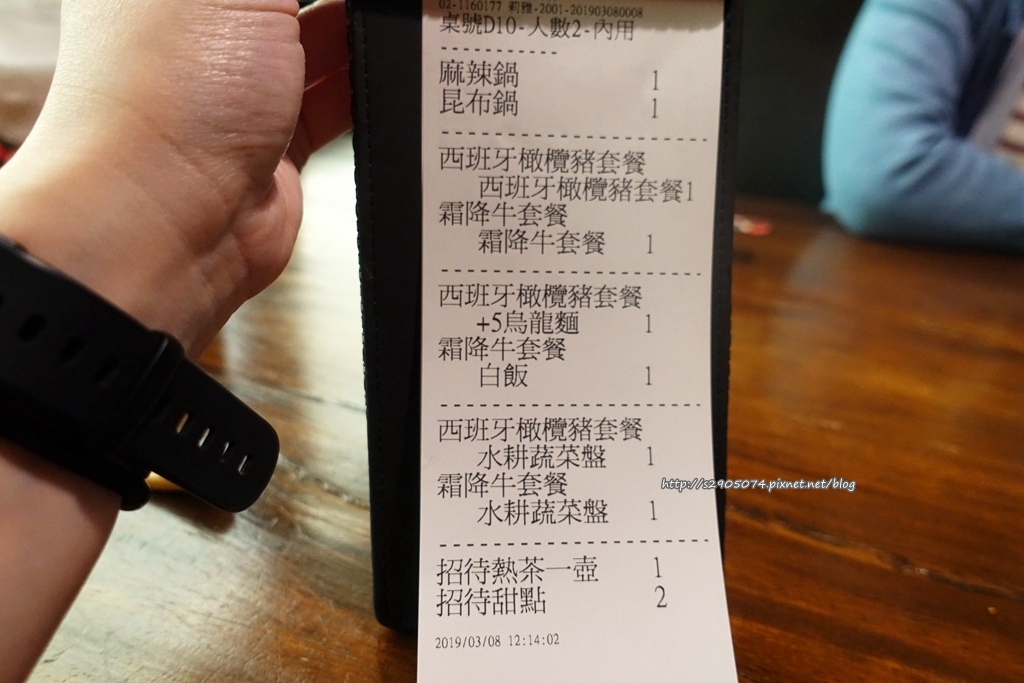 02-1160177 莉雅-2001-201903080008
桌號D10-人數2-內用
麻辣鍋 1
昆布鍋 1
西班牙橄欖豬套餐
西班牙橄欖豬套餐1
霜降牛套餐
霜降牛套餐 1
西班牙橄欖豬套餐
+5烏龍麵 1
霜降牛套餐
白飯 1
西班牙橄欖豬套餐
水耕蔬菜盤 1
霜降牛套餐
水耕蔬菜盤 1
http://s2905074.pixnet.net/blog
招待熱茶一壺 1
招待甜點 2
2019/03/08 12:14:02